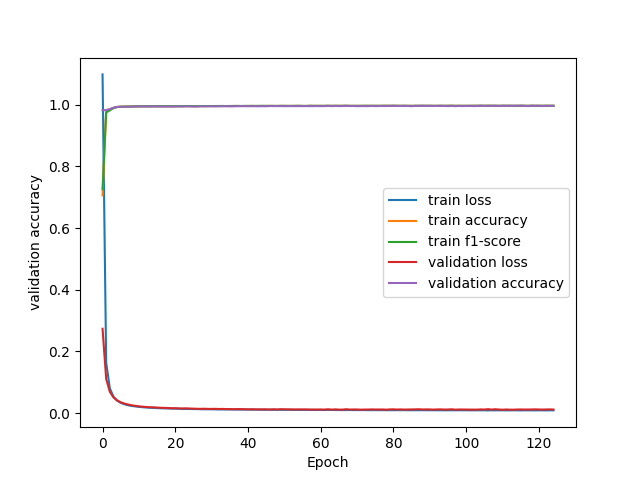 1.0
0.8
0.6
0.4
0.2
0.0
validation accuracy
train loss
train accuracy
train f1-score
validation loss
validation accuracy
0 20 40 60 80 100 120
Epoch